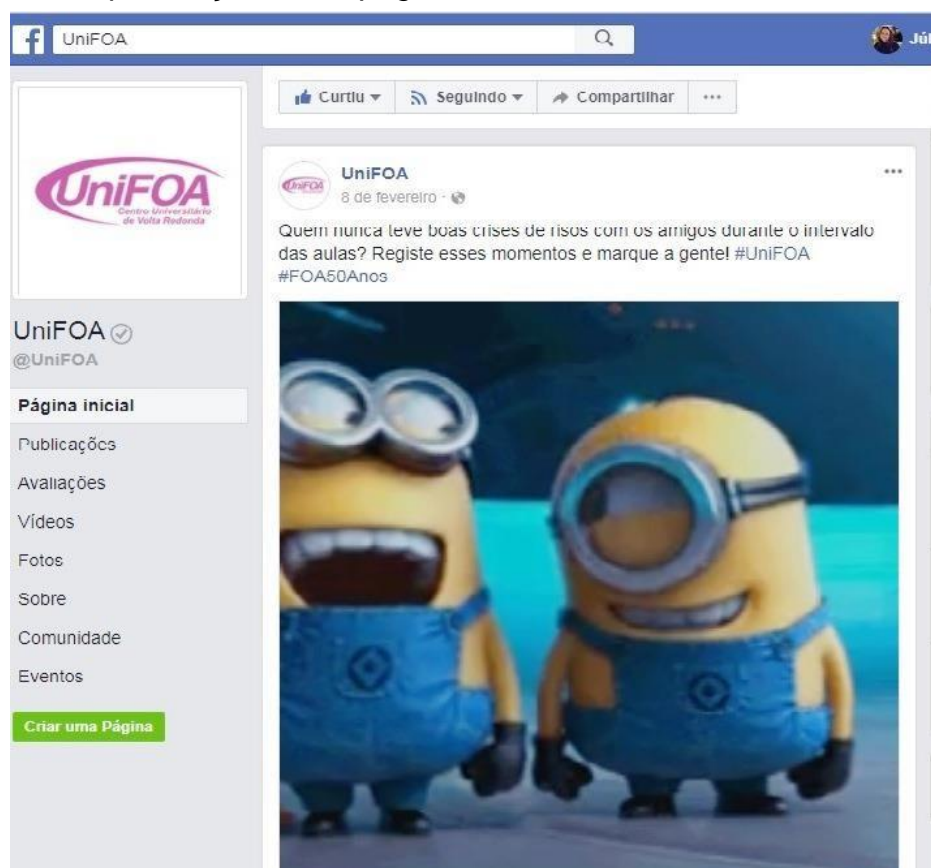 UniFOA
Júl
Curtiu
Seguindo
Compartilhar
UniFOA
Centro Universitário
de Volta Redonda
UniFOA
@UniFOA
Página inicial
Publicações
Avaliações
Vídeos
Fotos
Sobre
Comunidade
Eventos
Criar uma Página
UniFOA
UniFOA
8 de fevereiro
Quem nunca teve boas crises de risos com os amigos durante o intervalo
das aulas? Registe esses momentos e marque a gente! #UniFOA
#FOA50Anos